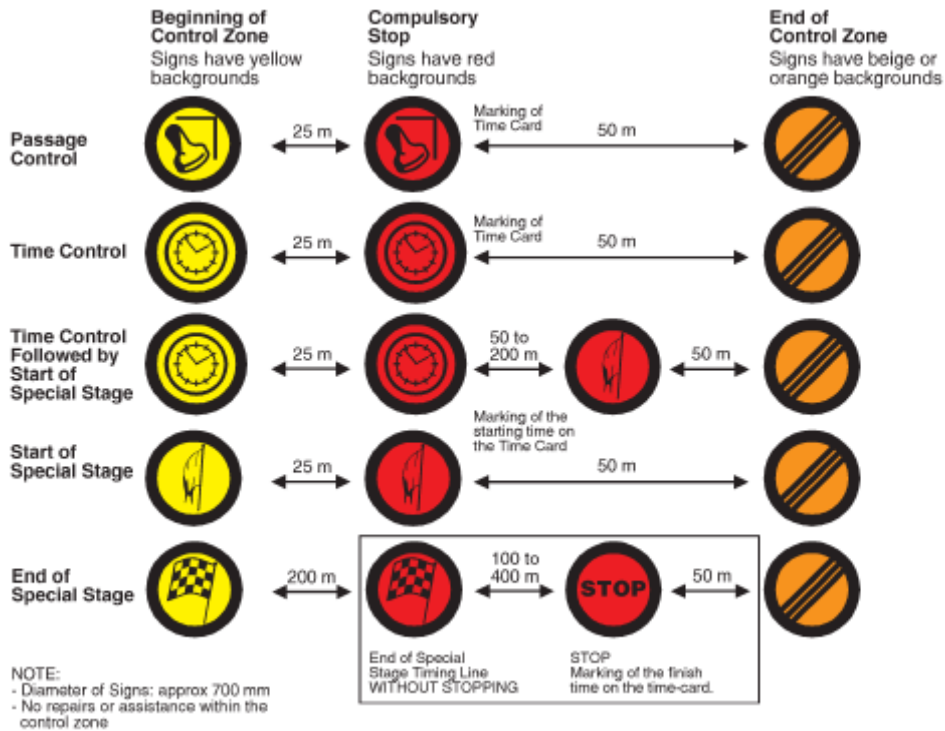 Beginning of
Control Zone
Signs have yellow
backgrounds
Compulsory
Stop
Signs have red
backgrounds
End of
Control Zone
Signs have beige or
orange backgrounds
Passage
Control
25 m
Marking of
Time Card
50 m
Time Control
25 m
Marking of
Time Card
50 m
Time Control
Followed by
Start of
Special Stage
25 m
50 to
200 m
50 m
Start of
Special Stage
25 m
Marking of the
starting time on
the Time Card
50 m
End of
Special Stage
200 m
100 to
400 m
STOP
50 m
End of Special
Stage Timing Line
WITHOUT STOPPING
STOP
Marking of the finish
time on the time-card.
NOTE:
- Diameter of Signs: approx 700 mm
- No repairs or assistance within the
control zone